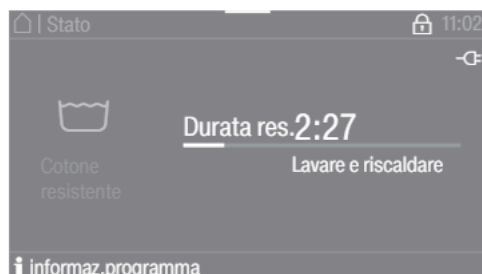 | Stato 11:02
Durata res.2:27
Lavare e riscaldare
Cotone
resistente
i informaz.programma